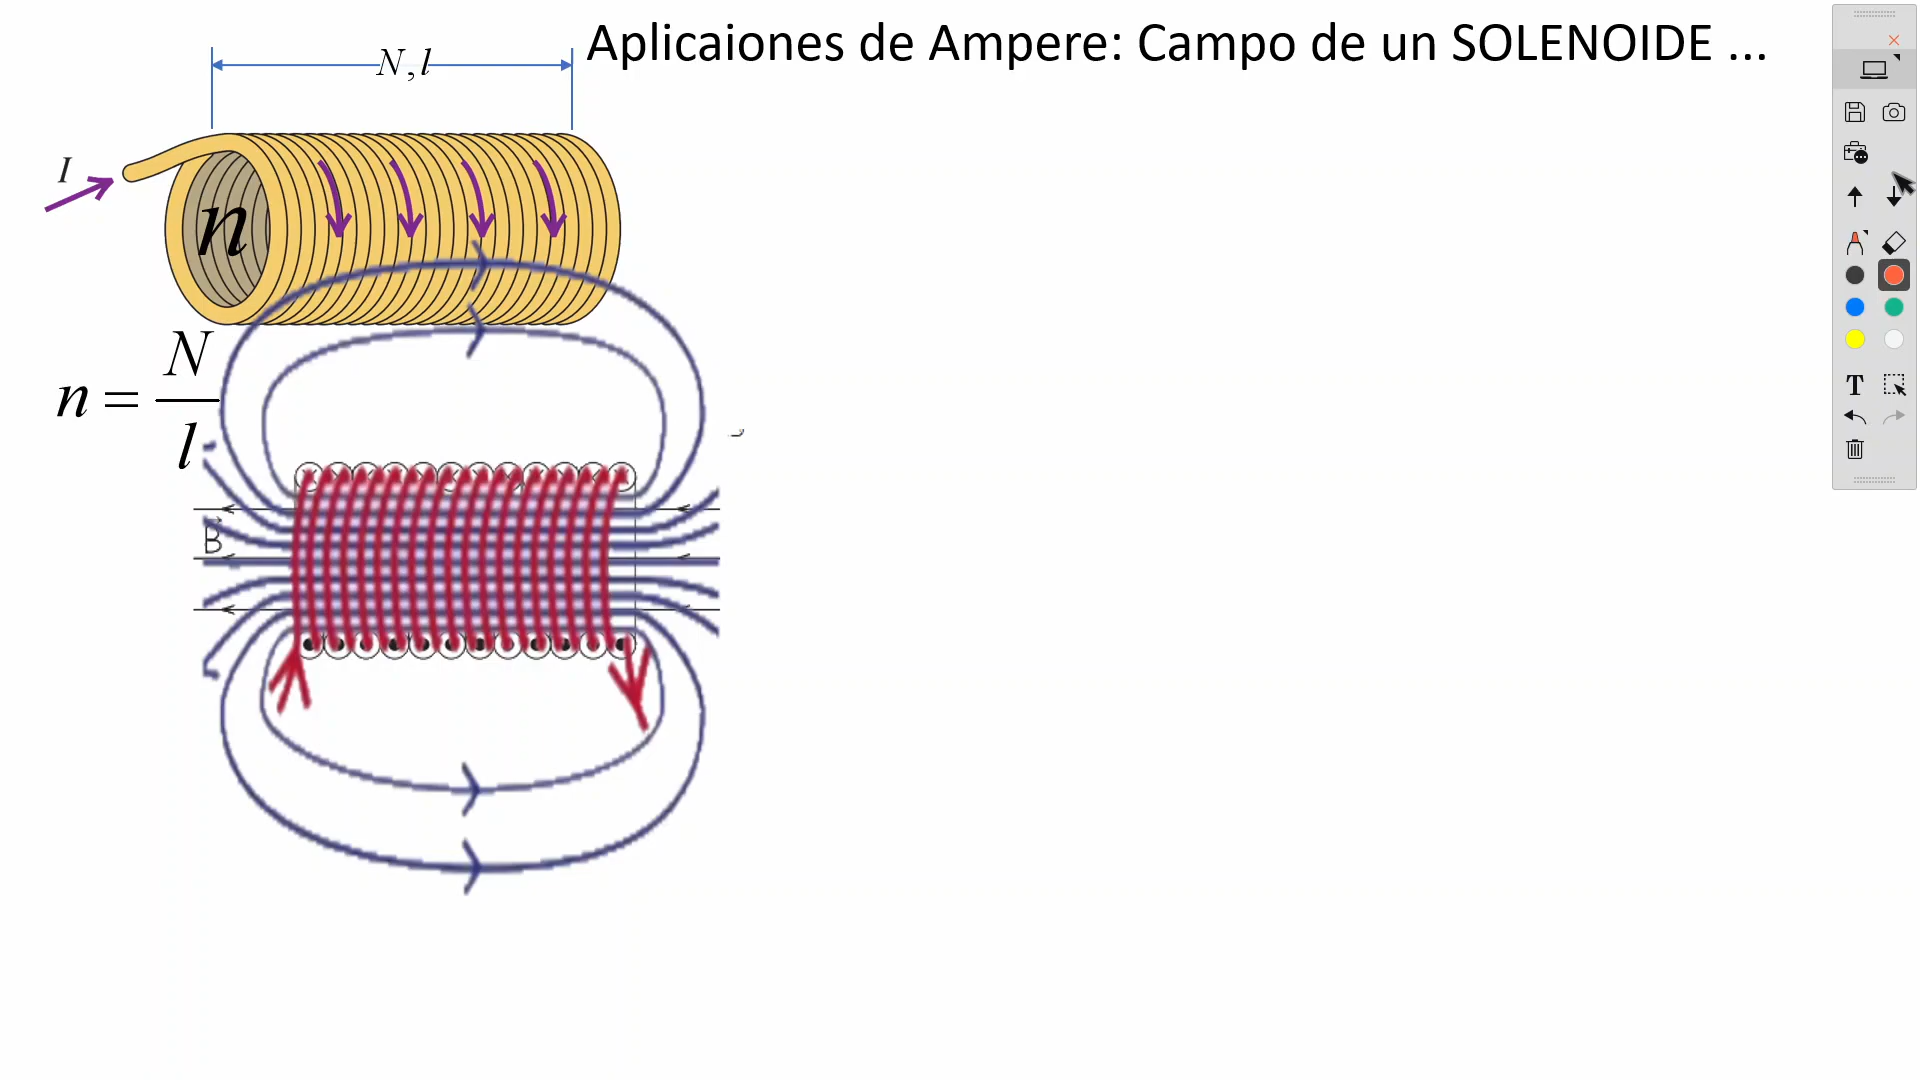 Aplicaiones de Ampere: Campo de un SOLENOIDE ...
N, l
I
n
n = N / l
B
T